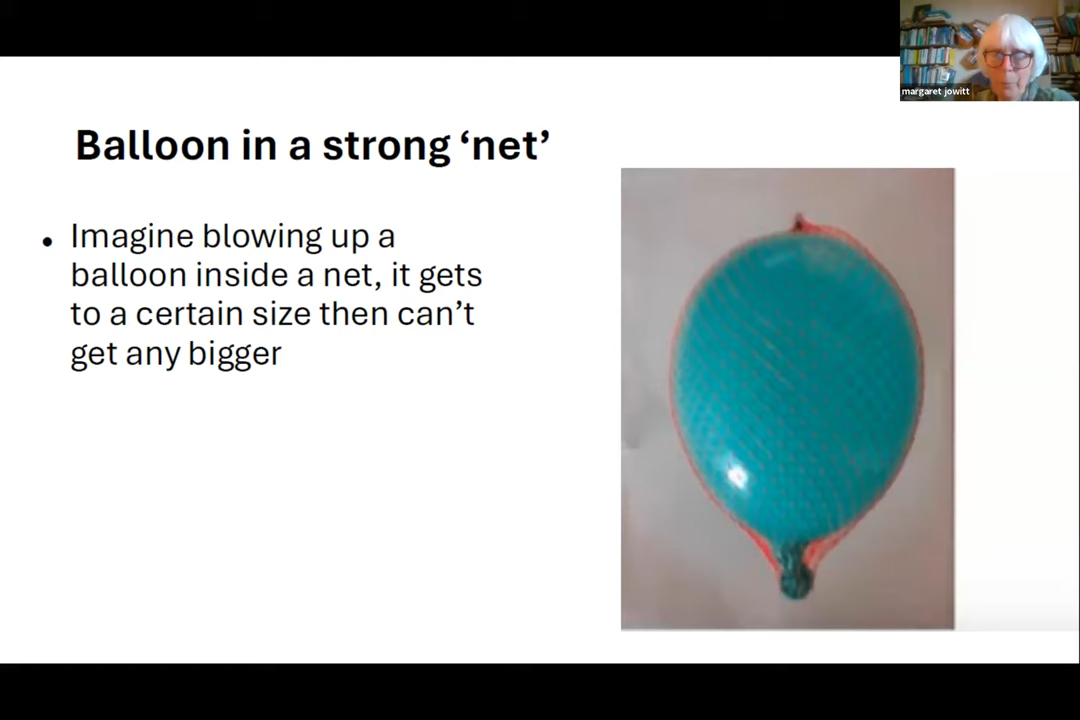 margaret jowitt
Balloon in a strong ‘net’
• Imagine blowing up a
balloon inside a net, it gets
to a certain size then can’t
get any bigger